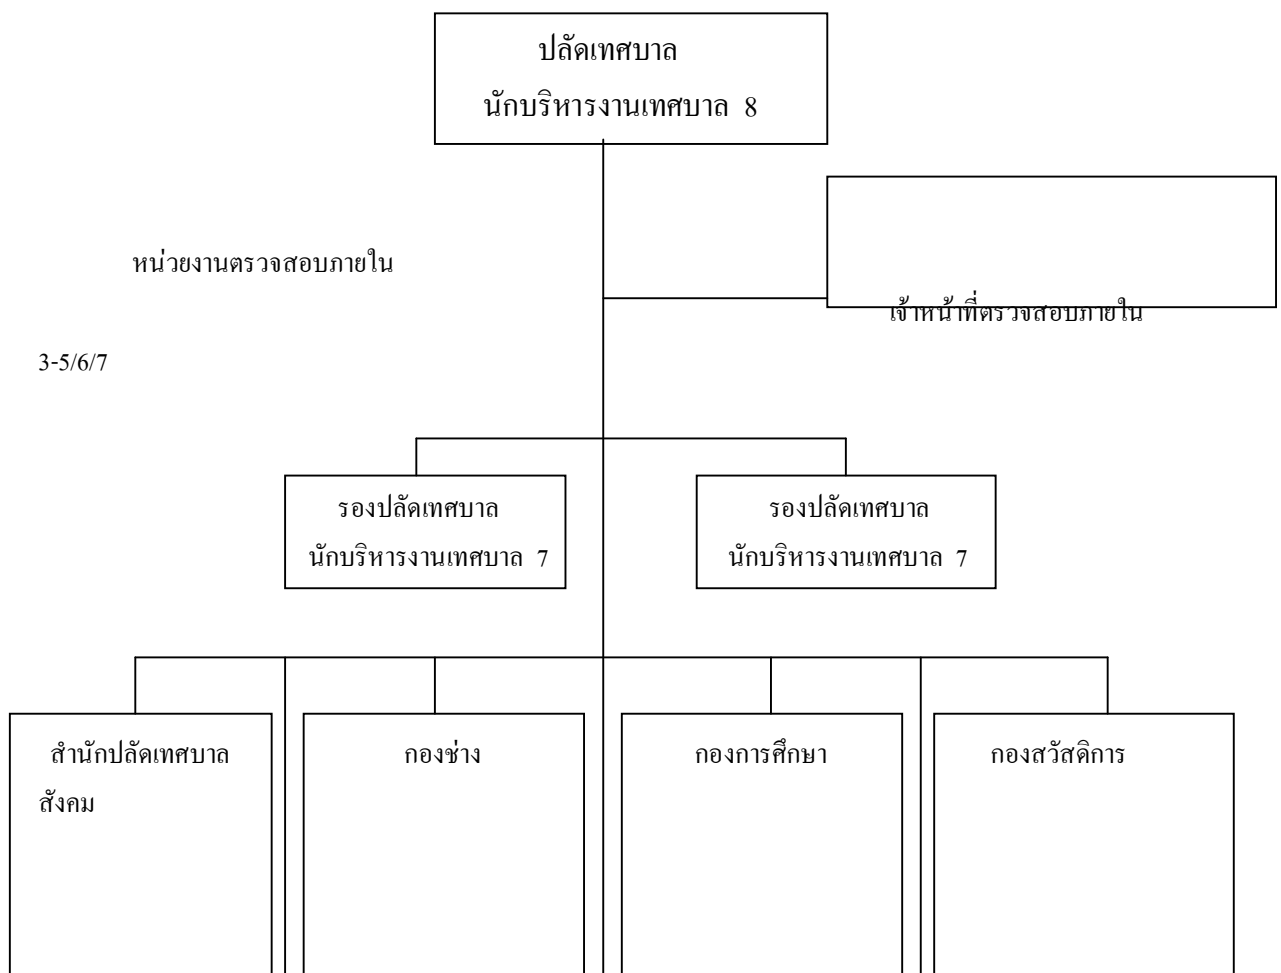 ปลัดเทศบาล
นักบริหารงานเทศบาล 8
หน่วยงานตรวจสอบภายใน
เจ้าหน้าที่ตรวจสอบภายใน
3-5/6/7
รองปลัดเทศบาล
นักบริหารงานเทศบาล 7
รองปลัดเทศบาล
นักบริหารงานเทศบาล 7
สำนักปลัดเทศบาล กองช่าง กองการศึกษา กองสวัสดิการ
สังคม